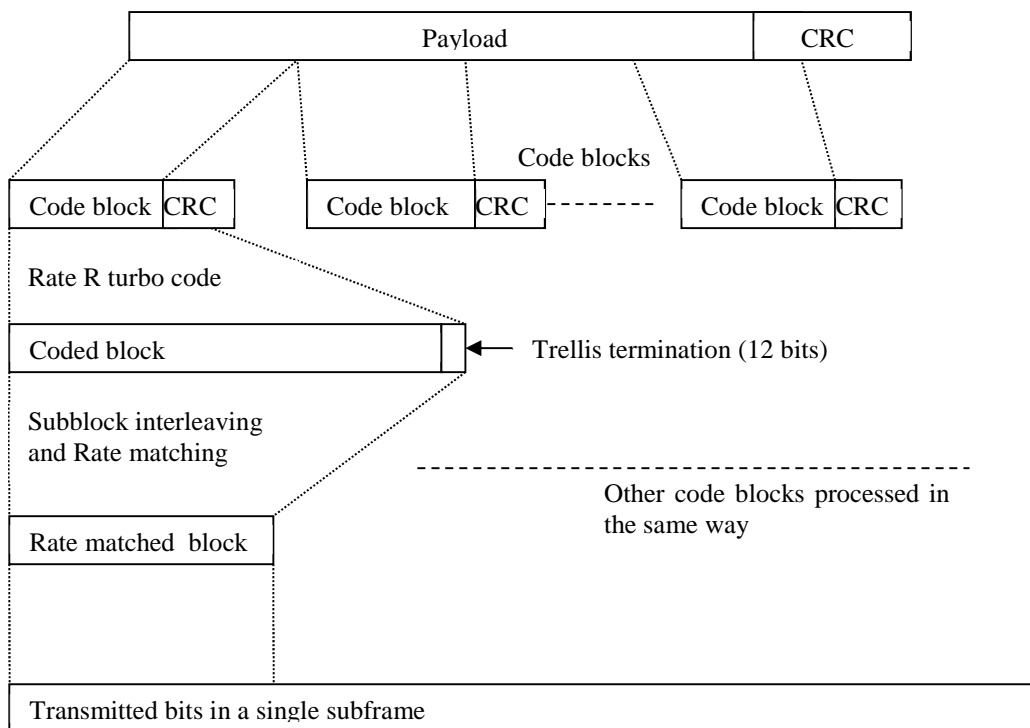 Payload CRC
Code blocks
Code block CRC Code block CRC Code block CRC
Rate R turbo code
Coded block
Trellis termination (12 bits)
Subblock interleaving
and Rate matching
Other code blocks processed in
the same way
Rate matched block
Transmitted bits in a single subframe